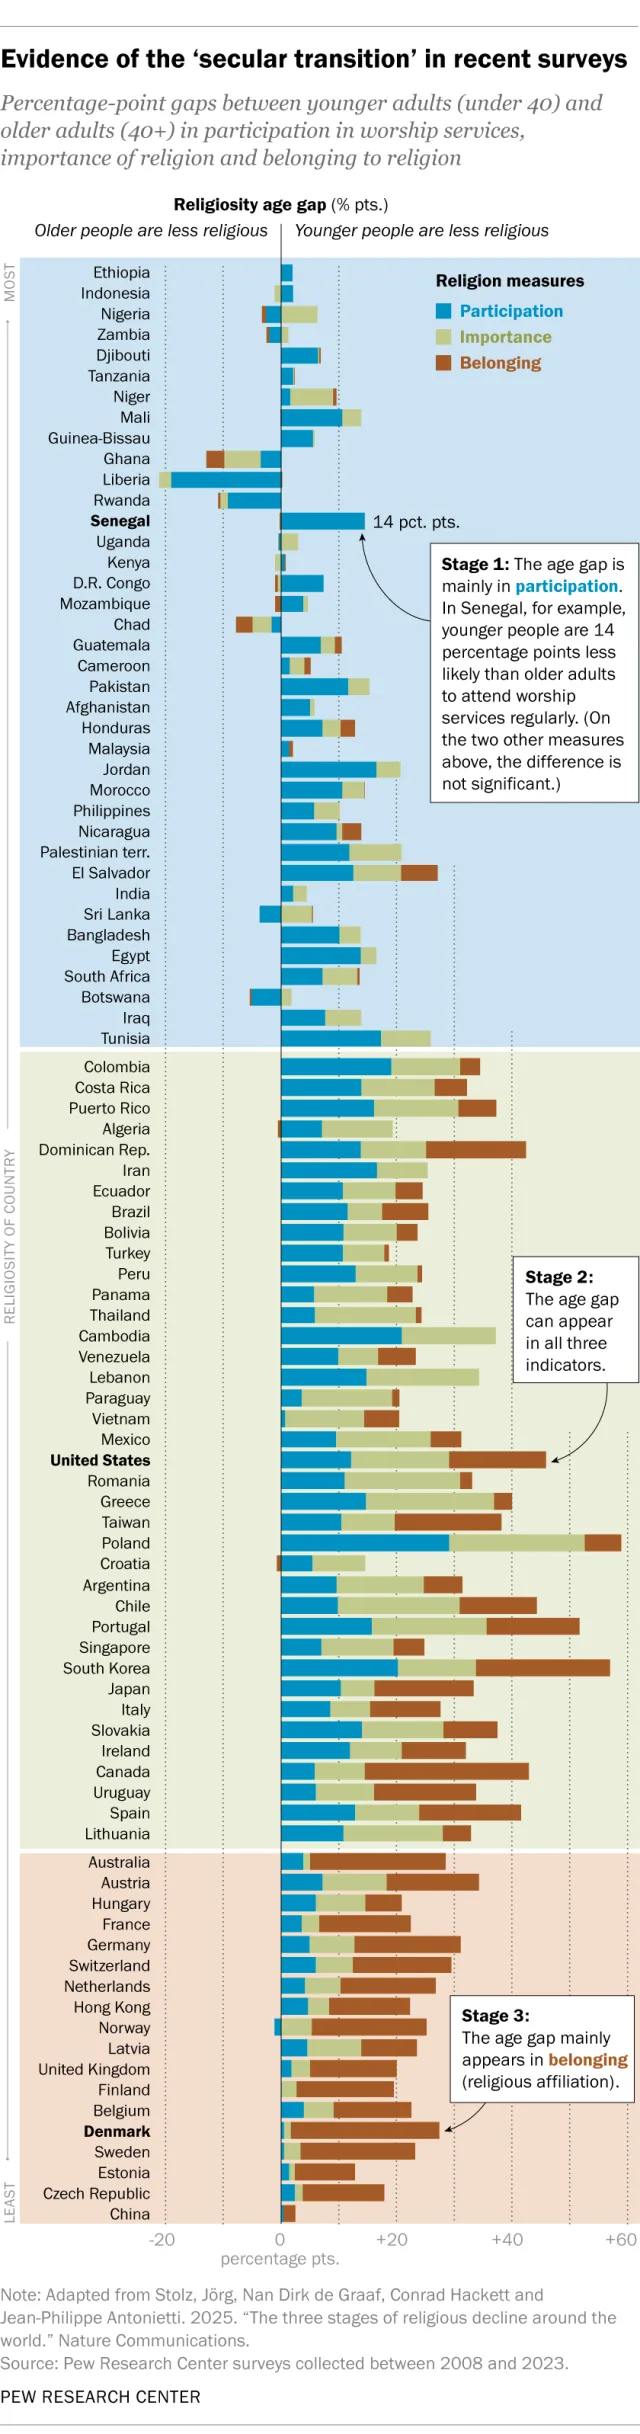 Evidence of the ‘secular transition’ in recent surveys
Percentage-point gaps between younger adults (under 40) and
older adults (40+) in participation in worship services,
importance of religion and belonging to religion
Religiosity age gap (% pts.)
Older people are less religious
Younger people are less religious
MOST
Religion measures
Participation
Importance
Belonging
Ethiopia
Indonesia
Nigeria
Zambia
Djibouti
Tanzania
Niger
Mali
Guinea-Bissau
Ghana
Liberia
Rwanda
Senegal
14 pct. pts.
Uganda
Kenya
D.R. Congo
Mozambique
Chad
Guatemala
Cameroon
Pakistan
Afghanistan
Honduras
Malaysia
Jordan
Morocco
Philippines
Nicaragua
Palestinian terr.
El Salvador
India
Sri Lanka
Bangladesh
Egypt
South Africa
Botswana
Iraq
Tunisia
Stage 1: The age gap is
mainly in participation.
In Senegal, for example,
younger people are 14
percentage points less
likely than older adults
to attend worship
services regularly. (On
the two other measures
above, the difference is
not significant.)
RELIGIOSITY OF COUNTRY
Colombia
Costa Rica
Puerto Rico
Algeria
Dominican Rep.
Iran
Ecuador
Brazil
Bolivia
Turkey
Peru
Panama
Thailand
Cambodia
Venezuela
Lebanon
Paraguay
Vietnam
Mexico
United States
Romania
Greece
Taiwan
Poland
Croatia
Argentina
Chile
Portugal
Singapore
South Korea
Japan
Italy
Slovakia
Ireland
Canada
Uruguay
Spain
Lithuania
Stage 2:
The age gap
can appear
in all three
indicators.
Australia
Austria
Hungary
France
Germany
Switzerland
Netherlands
Hong Kong
Norway
Latvia
United Kingdom
Finland
Belgium
Denmark
Sweden
Estonia
Czech Republic
China
Stage 3:
The age gap mainly
appears in belonging
(religious affiliation).
LEAST
-20
0
+20
+40
+60
percentage pts.
Note: Adapted from Stolz, Jörg, Nan Dirk de Graaf, Conrad Hackett and
Jean-Philippe Antonietti. 2025. “The three stages of religious decline around the
world.” Nature Communications.
Source: Pew Research Center surveys collected between 2008 and 2023.
PEW RESEARCH CENTER